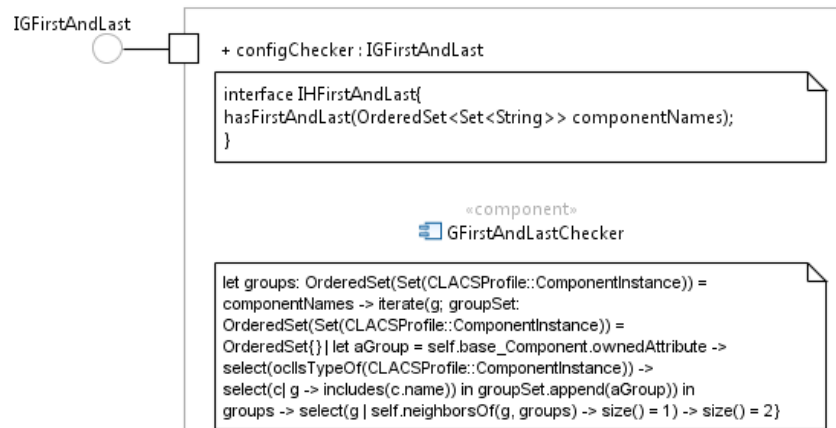 IGFirstAndLast
+ configChecker : IGFirstAndLast
interface IHFirstAndLast{
hasFirstAndLast(OrderedSet<Set<String>> componentNames);
}
«component»
GFirstAndLastChecker
let groups: OrderedSet(Set(CLACSProfile::ComponentInstance)) =
componentNames -> iterate(g; groupSet:
OrderedSet(Set(CLACSProfile::ComponentInstance)) =
OrderedSet{} | let aGroup = self.base_Component.ownedAttribute ->
select(oclIsTypeOf(CLACSProfile::ComponentInstance)) ->
select(c| g -> includes(c.name)) in groupSet.append(aGroup)) in
groups -> select(g | self.neighborsOf(g, groups) -> size() = 1) -> size() = 2}